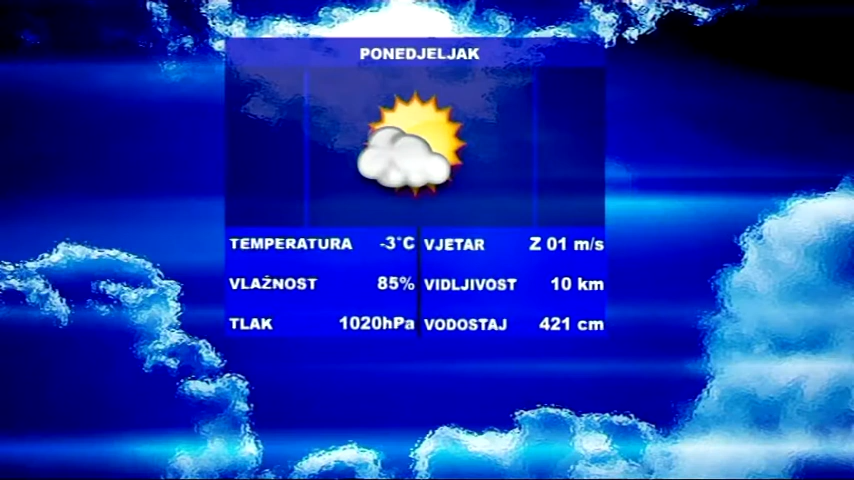 PONEDJELJAK
TEMPERATURA -3°C VJETAR Z 01 m/s
VLAŽNOST 85% VIDLJIVOST 10 km
TLAK 1020hPa VODOSTAJ 421 cm